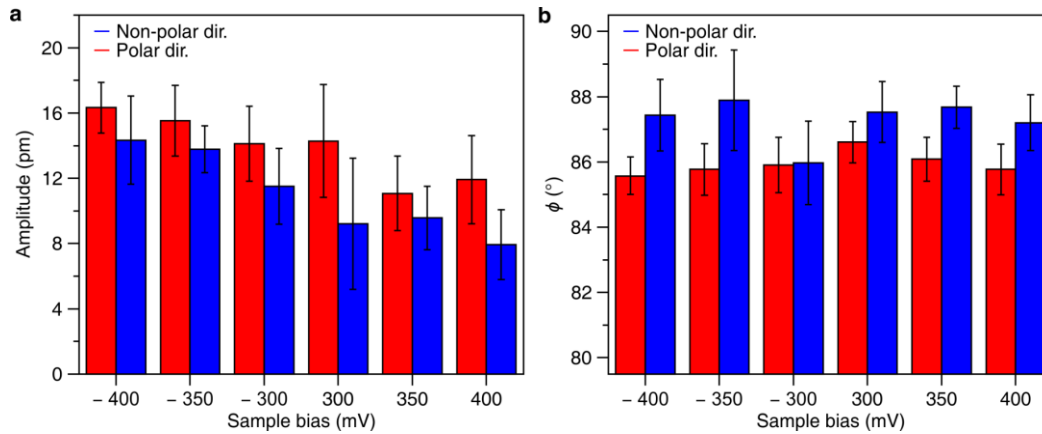 a
Non-polar dir.
Polar dir.
20
16
12
8
4
0
Amplitude (pm)
– 400 – 350 – 300 300 350 400
Sample bias (mV)
b
Non-polar dir.
Polar dir.
90
88
86
84
82
80
ϕ (°)
– 400 – 350 – 300 300 350 400
Sample bias (mV)